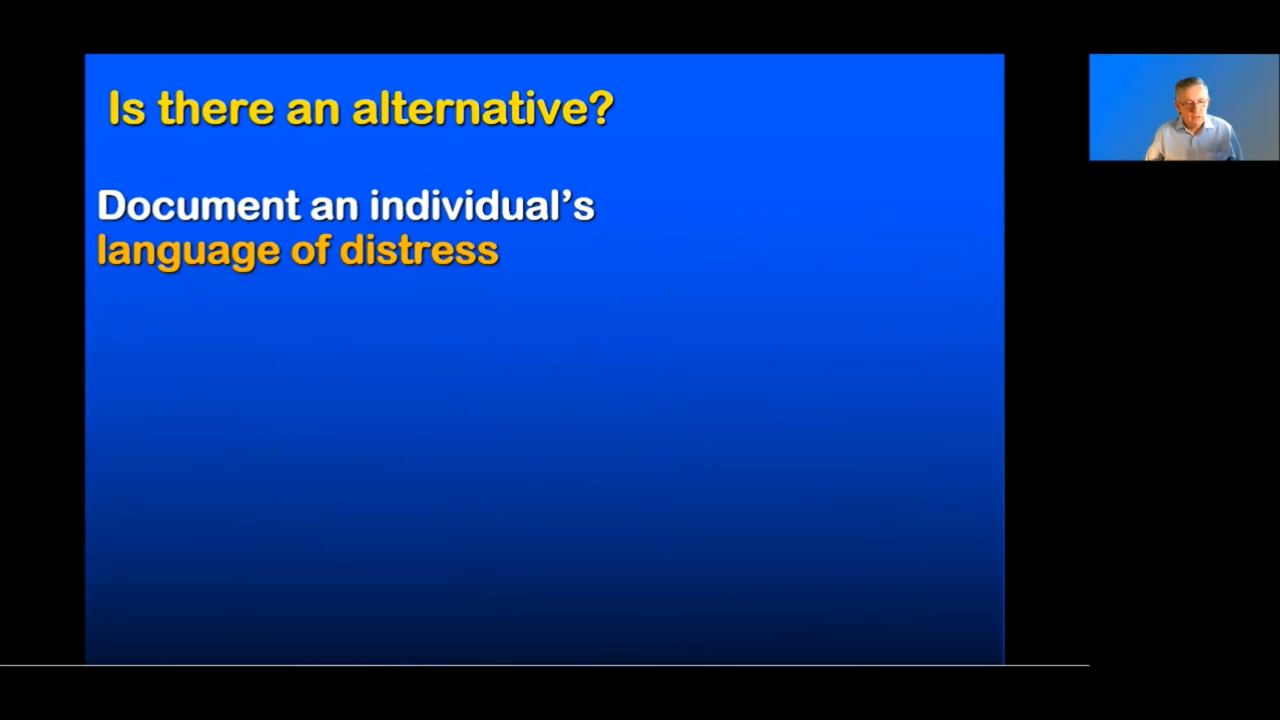 Is there an alternative?
Document an individual’s
language of distress